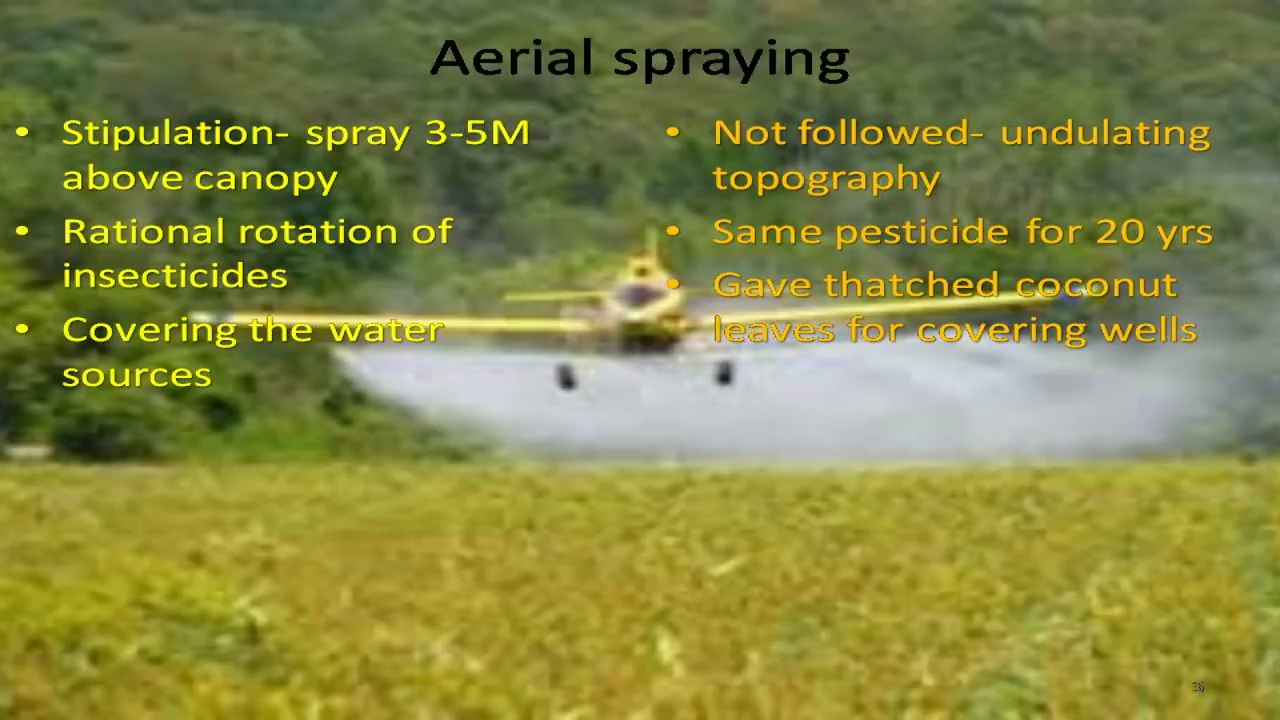 Aerial spraying
• Stipulation- spray 3-5M
above canopy
• Rational rotation of
insecticides
• Covering the water
sources
• Not followed- undulating
topography
• Same pesticide for 20 yrs
• Gave thatched coconut
leaves for covering wells